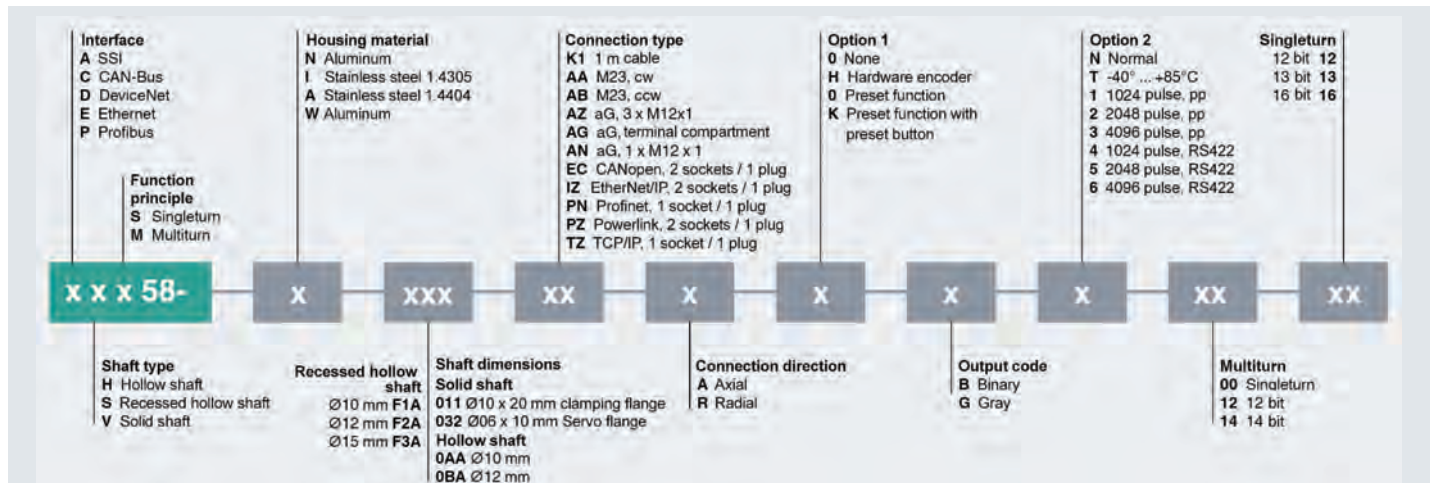 Interface
A SSI
C CAN-Bus
D DeviceNet
E Ethernet
P Profibus
Function
principle
S Singleturn
M Multiturn
Housing material
N Aluminum
I Stainless steel 1.4305
A Stainless steel 1.4404
W Aluminum
Connection type
K1 1 m cable
AA M23, cw
AB M23, ccw
AZ aG, 3 x M12x1
AG aG, terminal compartment
AN aG, 1 x M12 x 1
EC CANopen, 2 sockets / 1 plug
IZ EtherNet/IP, 2 sockets / 1 plug
PN Profinet, 1 socket / 1 plug
PZ Powerlink, 2 sockets / 1 plug
TZ TCP/IP, 1 socket / 1 plug
Option 1
0 None
H Hardware encoder
0 Preset function
K Preset function with
preset button
Option 2
N Normal
T -40° ... +85°C
1 1024 pulse, pp
2 2048 pulse, pp
3 4096 pulse, pp
4 1024 pulse, RS422
5 2048 pulse, RS422
6 4096 pulse, RS422
Singleturn
12 bit 12
13 bit 13
16 bit 16
x x x 58- x xxx xx x x x x xx xx
Shaft type
H Hollow shaft
S Recessed hollow shaft
V Solid shaft
Recessed hollow
shaft
Ø10 mm F1A
Ø12 mm F2A
Ø15 mm F3A
Shaft dimensions
Solid shaft
011 Ø10 x 20 mm clamping flange
032 Ø06 x 10 mm Servo flange
Hollow shaft
0AA Ø10 mm
0BA Ø12 mm
Connection direction
A Axial
R Radial
Output code
B Binary
G Gray
Multiturn
00 Singleturn
12 12 bit
14 14 bit